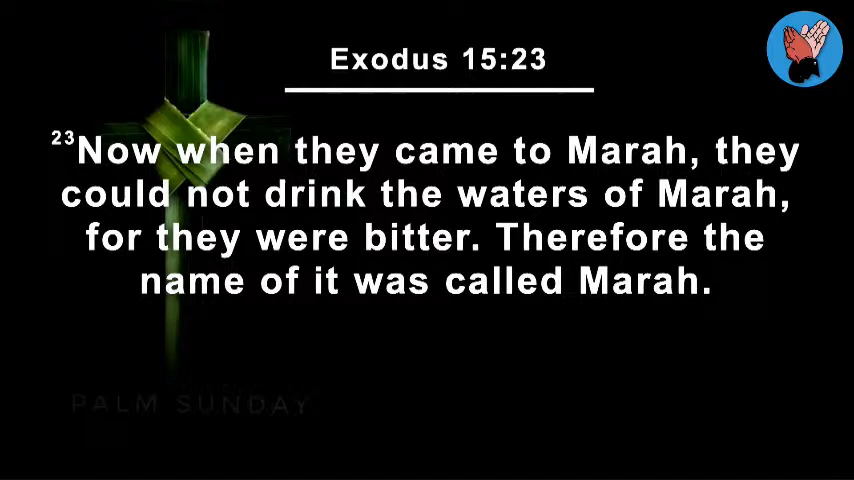 Exodus 15:23
23Now when they came to Marah, they
could not drink the waters of Marah,
for they were bitter. Therefore the
name of it was called Marah.
PALM SUNDAY